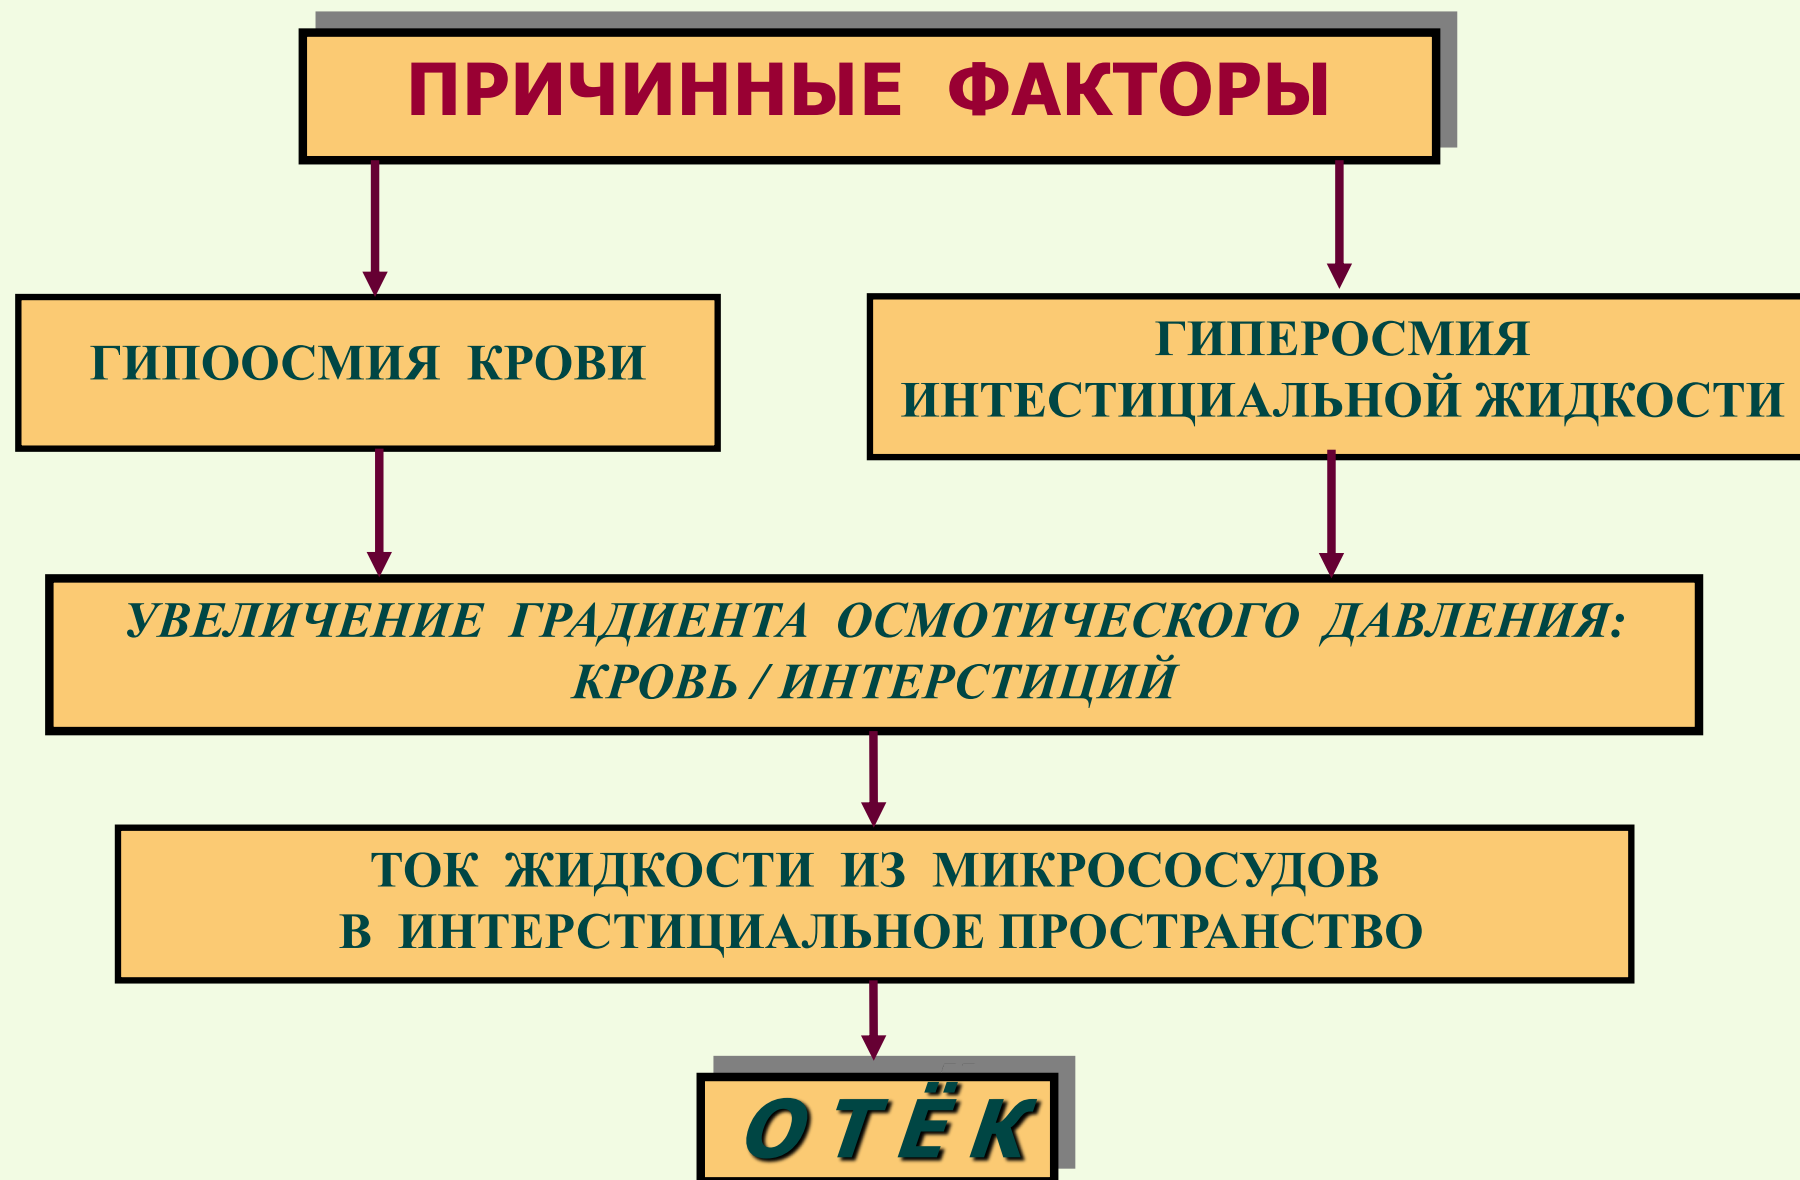 ПРИЧИННЫЕ ФАКТОРЫ
ГИПООСМИЯ КРОВИ
ГИПЕРОСМИЯ
ИНТЕСТИЦИАЛЬНОЙ ЖИДКОСТИ
УВЕЛИЧЕНИЕ ГРАДИЕНТА ОСМОТИЧЕСКОГО ДАВЛЕНИЯ:
КРОВЬ / ИНТЕРСТИЦИЙ
ТОК ЖИДКОСТИ ИЗ МИКРОСОСУДОВ
В ИНТЕРСТИЦИАЛЬНОЕ ПРОСТРАНСТВО
ОТЁК